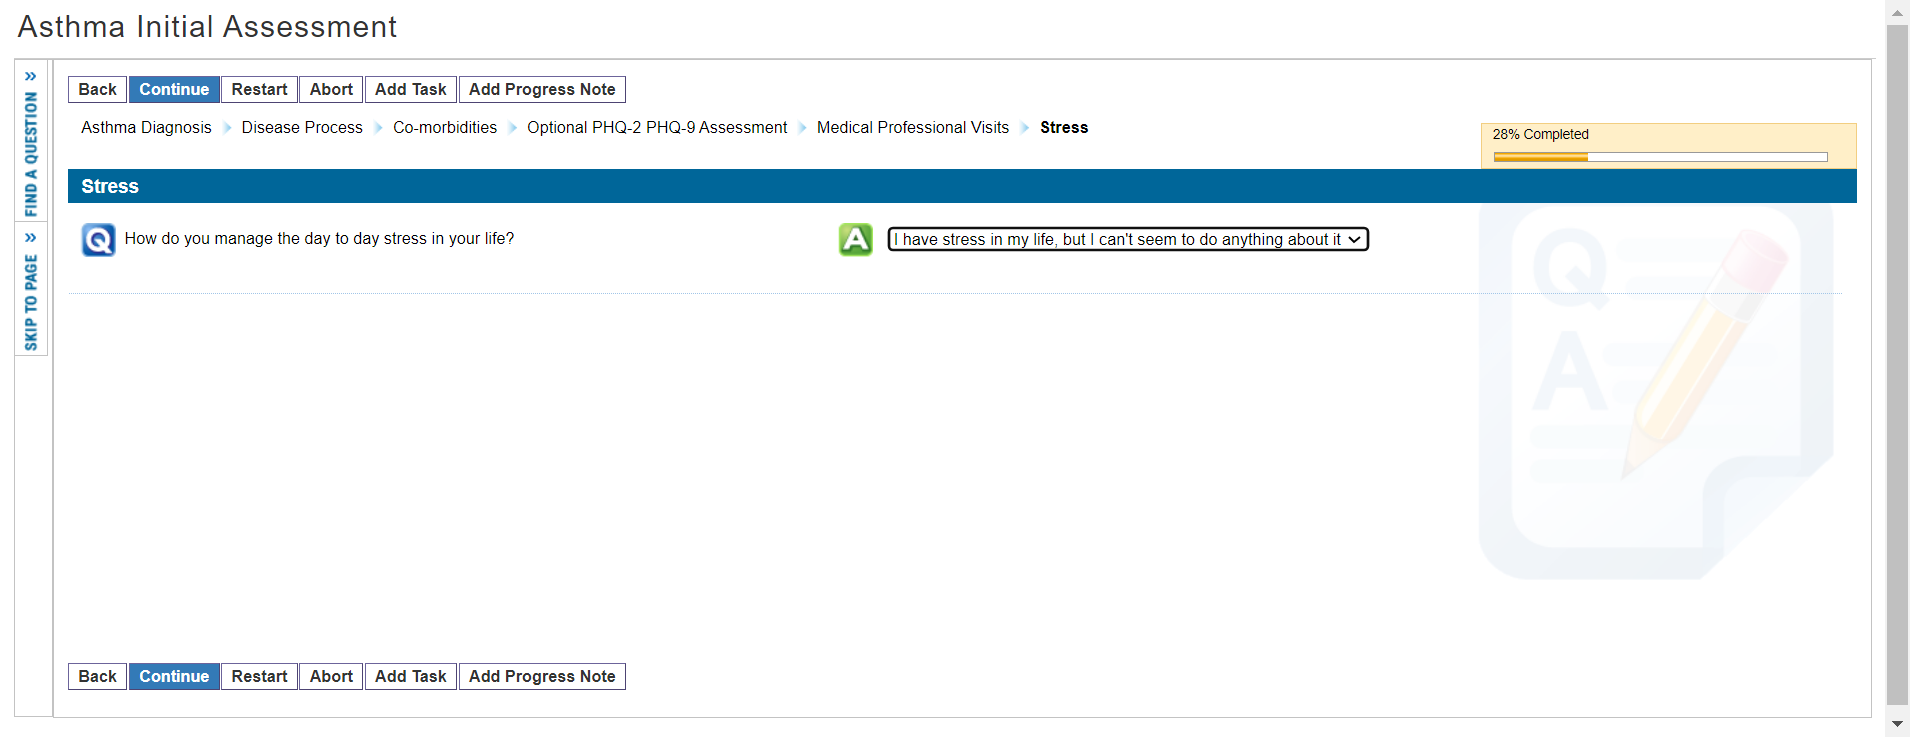 Asthma Initial Assessment
» FIND A QUESTION
» SKIP TO PAGE
Back Continue Restart Abort Add Task Add Progress Note
Asthma Diagnosis Disease Process Co-morbidities Optional PHQ-2 PHQ-9 Assessment Medical Professional Visits Stress
28% Completed
Stress
Q How do you manage the day to day stress in your life? A I have stress in my life, but I can't seem to do anything about it
Q
A
Back Continue Restart Abort Add Task Add Progress Note